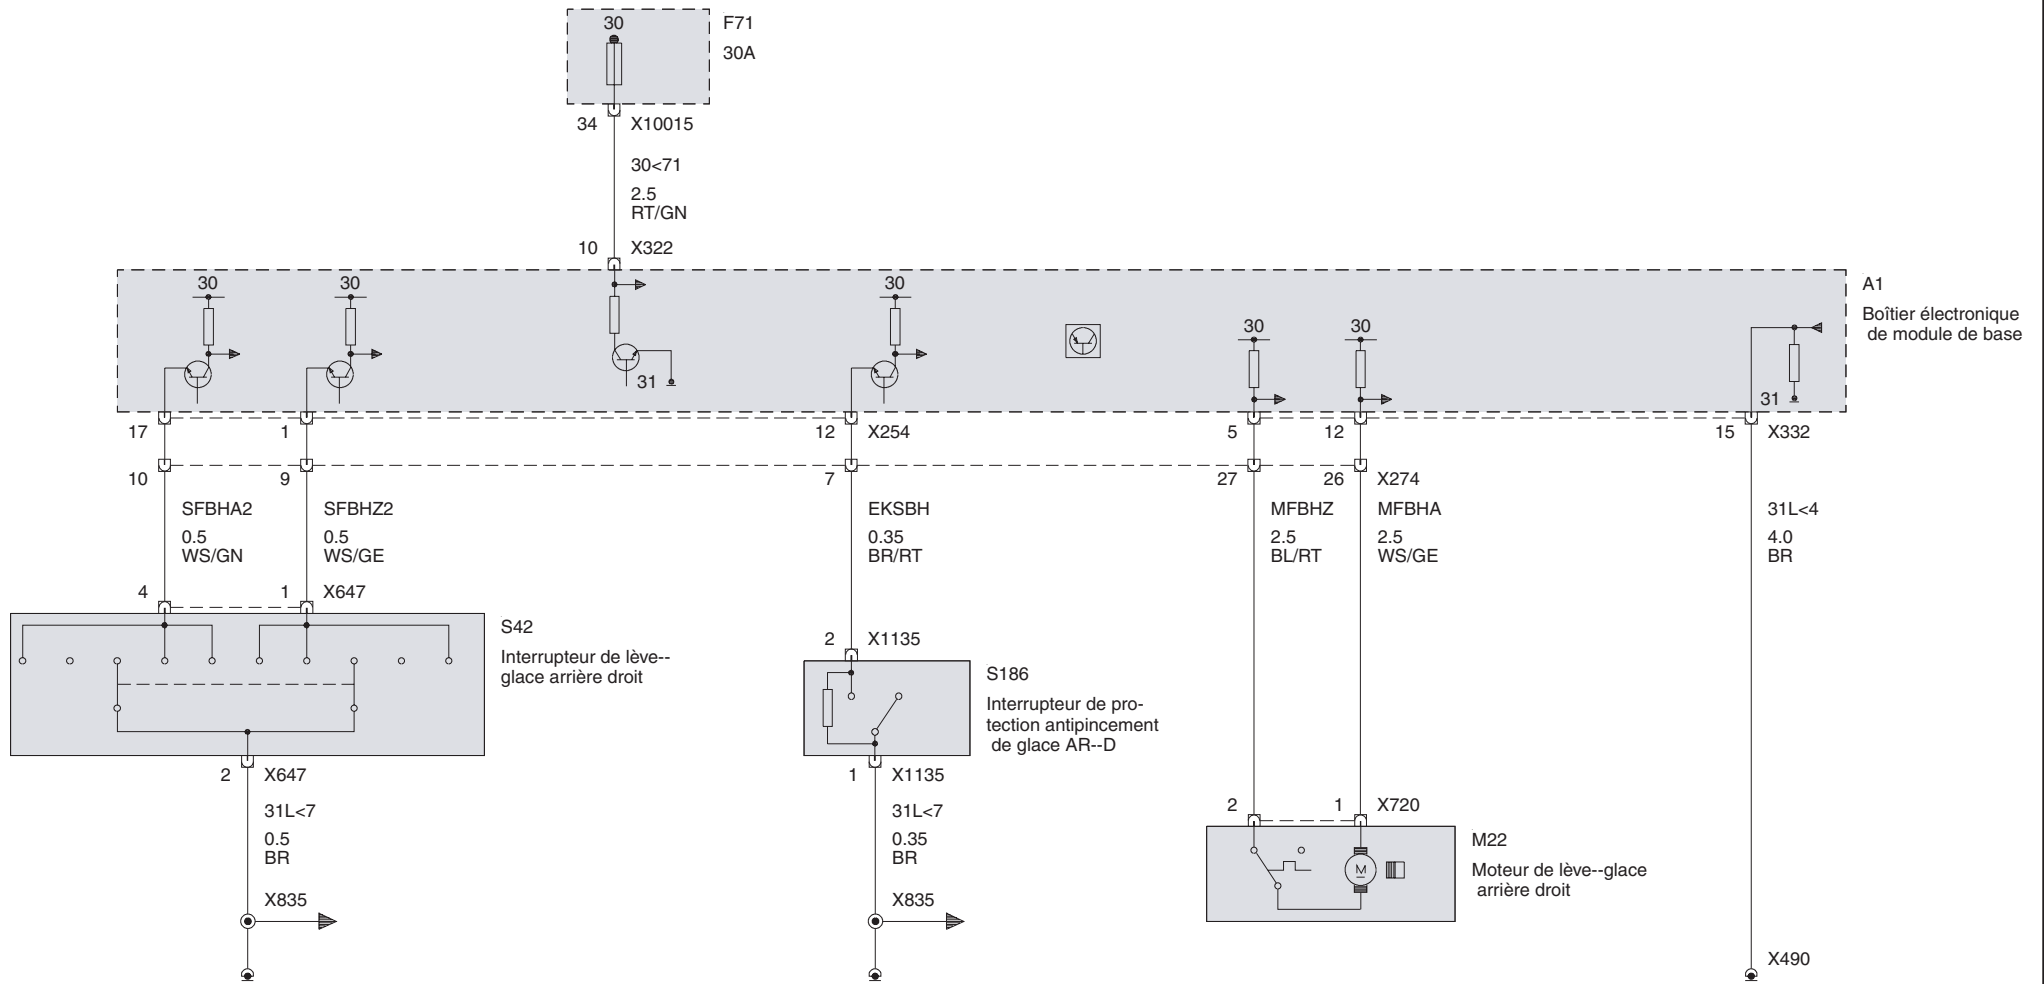 30
F71
30A
34
X10015
30<71
2.5
RT/GN
10
X322
A1
Boîtier électronique
de module de base
30
30
30
30
30
31
31
17
1
12
X254
5
12
15
X332
10
9
7
27
26
X274
SFBHA2
0.5
WS/GN
SFBHZ2
0.5
WS/GE
EKSBH
0.35
BR/RT
MFBHZ
2.5
BL/RT
MFBHA
2.5
WS/GE
31L<4
4.0
BR
4
1
X647
S42
Interrupteur de lève--
glace arrière droit
2
X1135
S186
Interrupteur de pro-
tection antipincement
de glace AR--D
2
X647
1
X1135
31L<7
0.5
BR
31L<7
0.35
BR
2
1
X720
M
M22
Moteur de lève--glace
arrière droit
X835
X835
X490